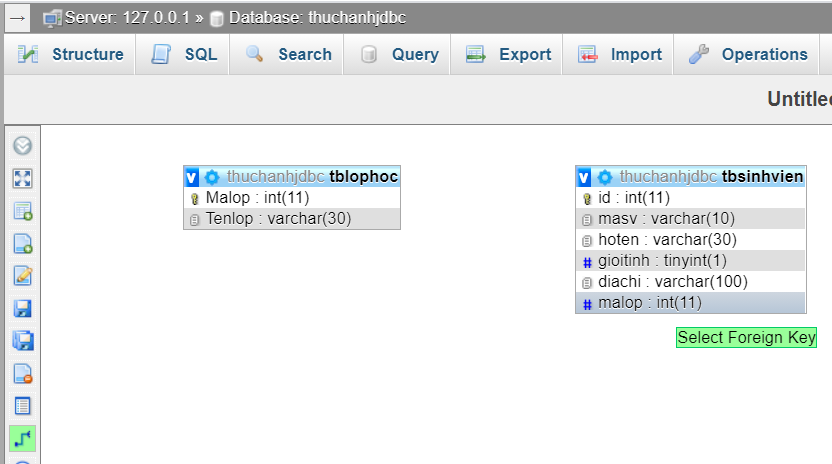 Server: 127.0.0.1 » Database: thuchanhjdbc
Structure SQL Search Query Export Import Operations
Untitled
thuchanhjdbc tblophoc
Malop : int(11)
Tenlop : varchar(30)
thuchanhjdbc tbsinhvien
id : int(11)
masv : varchar(10)
hoten : varchar(30)
gioitinh : tinyint(1)
diachi : varchar(100)
malop : int(11)
Select Foreign Key